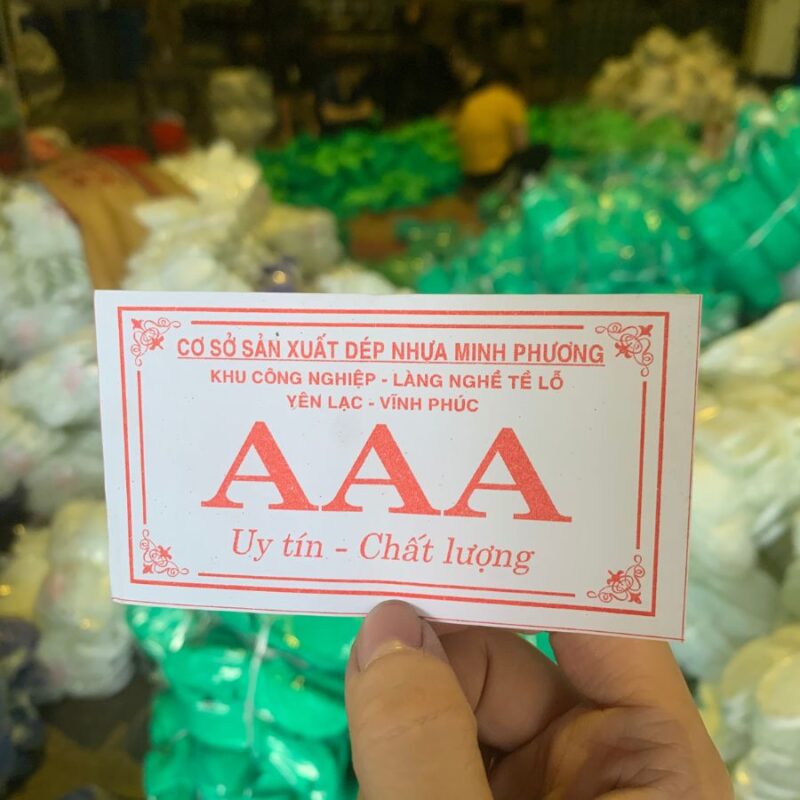 CƠ SỞ SẢN XUẤT DÉP NHỰA MINH PHƯƠNG
KHU CÔNG NGHIỆP - LÀNG NGHỀ TỀ LỖ
YÊN LẠC - VĨNH PHÚC
AAA
Uy tín - Chất lượng